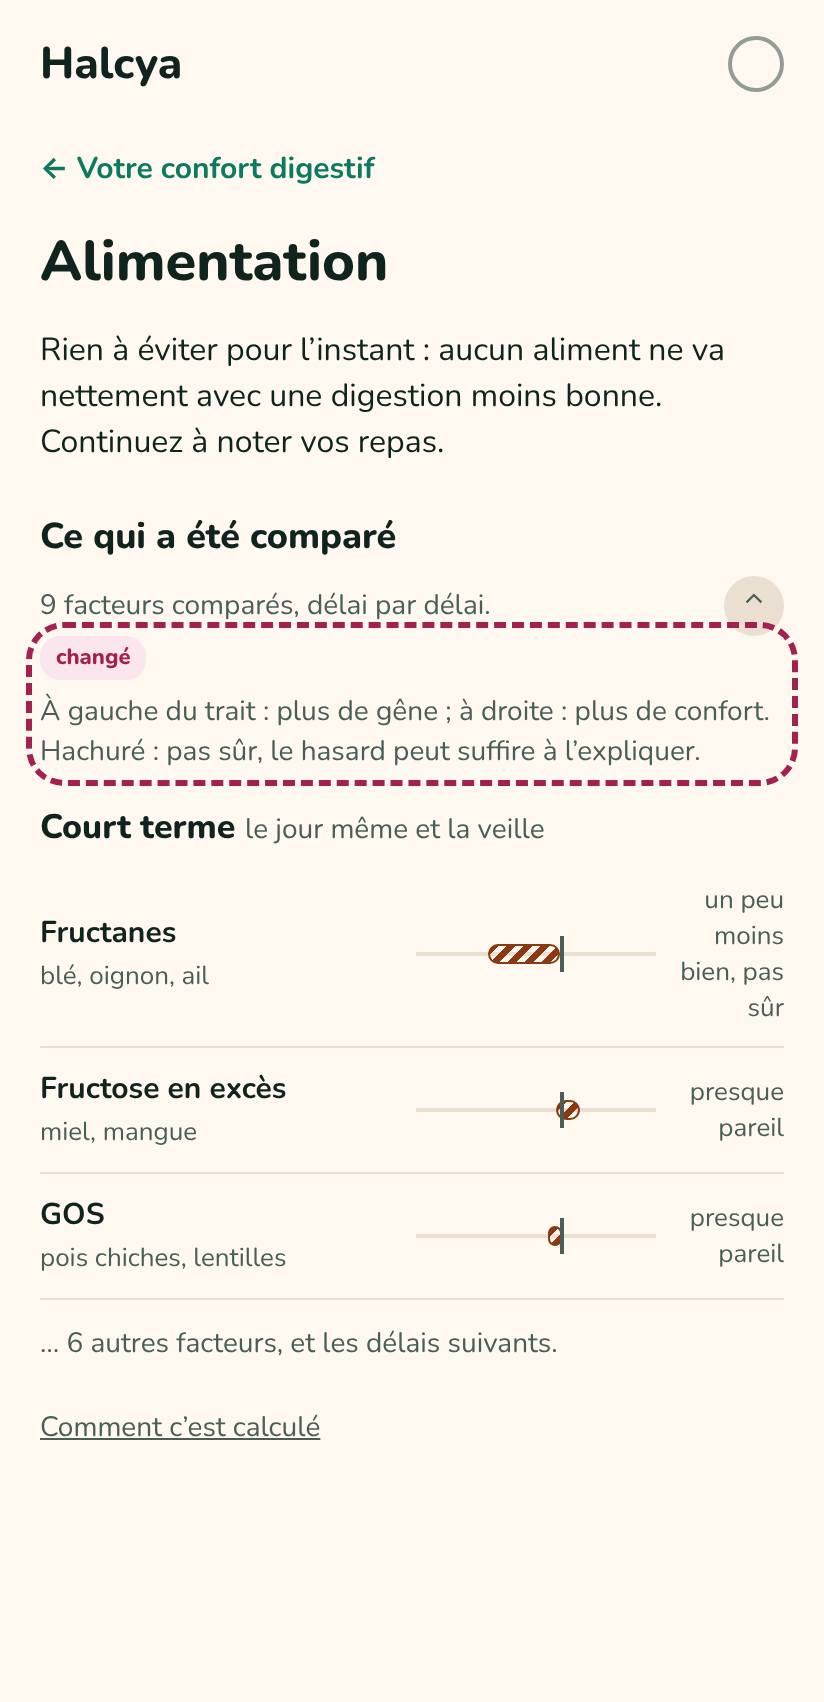 Halcya
← Votre confort digestif
Alimentation
Rien à éviter pour l’instant : aucun aliment ne va
nettement avec une digestion moins bonne.
Continuez à noter vos repas.
Ce qui a été comparé
9 facteurs comparés, délai par délai.
changé
À gauche du trait : plus de gêne ; à droite : plus de confort.
Hachuré : pas sûr, le hasard peut suffire à l’expliquer.
Court terme le jour même et la veille
Fructanes
blé, oignon, ail
un peu
moins
bien, pas
sûr
Fructose en excès
miel, mangue
presque
pareil
GOS
pois chiches, lentilles
presque
pareil
… 6 autres facteurs, et les délais suivants.
Comment c’est calculé